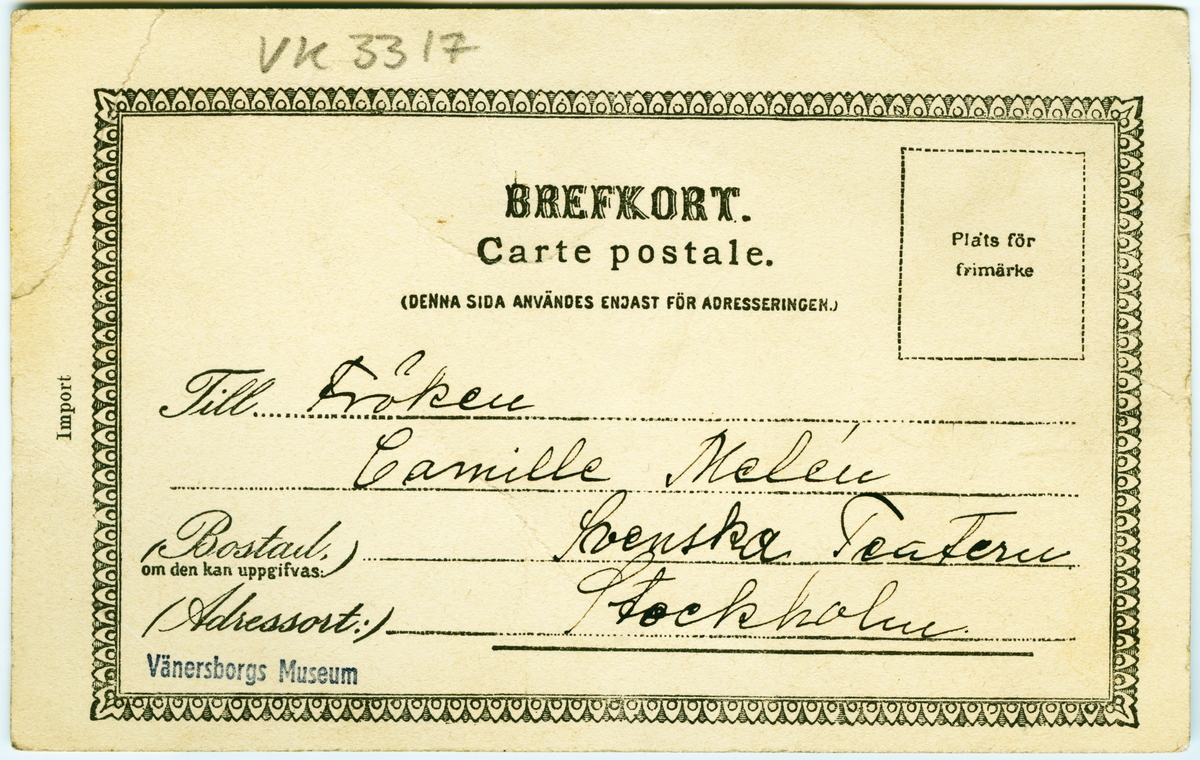 VK 3317
BREFKORT.
Carte postale.
(DENNA SIDA ANVÄNDES ENDAST FÖR ADRESSERINGEN.)
Plats för
frimärke
Import
Till Fröken
Camille Melén
(Bostad, om den kan uppgifvas:) Svenska Teatern
(Adressort:) Stockholm.
Vänersborgs Museum